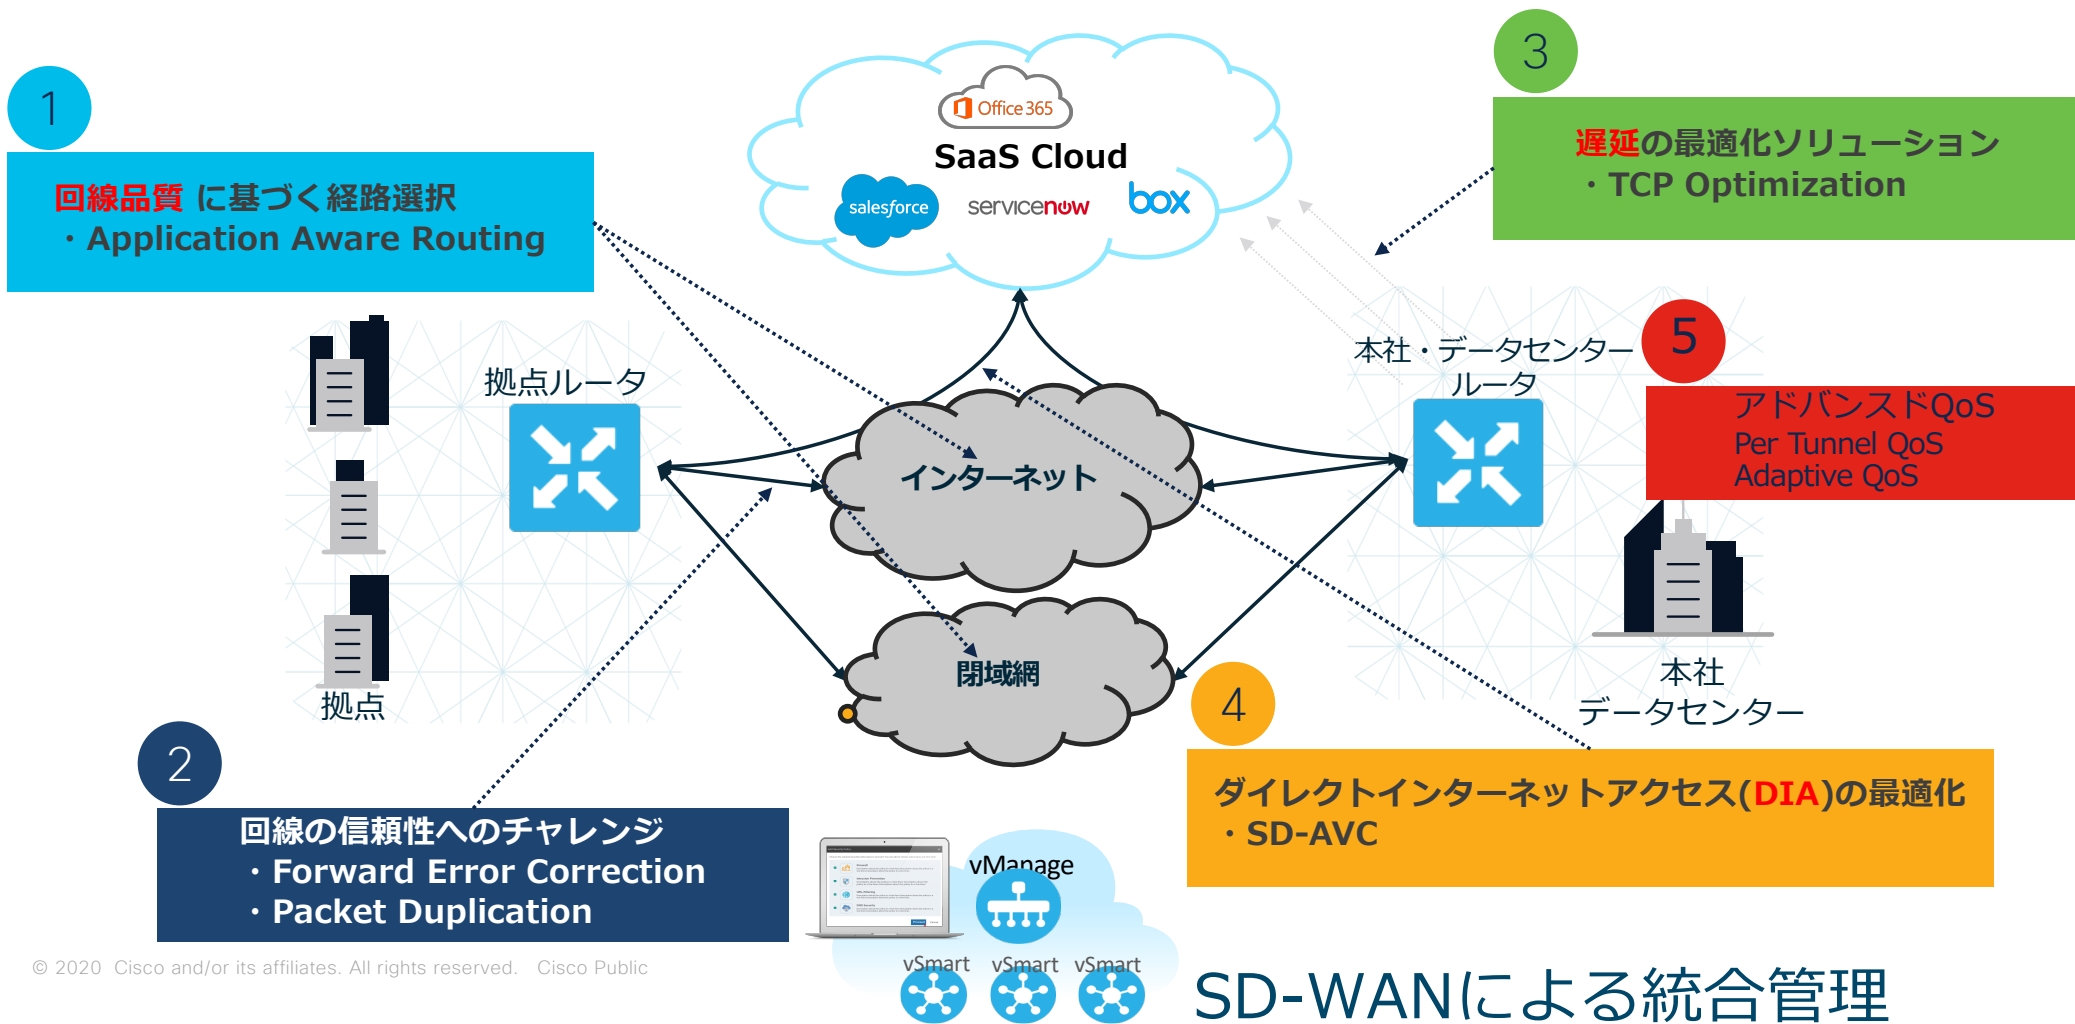 1
回線品質 に基づく経路選択
・Application Aware Routing
Office 365
SaaS Cloud
salesforce
servicenow
box
3
遅延の最適化ソリューション
・TCP Optimization
拠点ルータ
拠点
インターネット
閉域網
本社・データセンター
ルータ
5
アドバンスドQoS
Per Tunnel QoS
Adaptive QoS
本社
データセンター
2
回線の信頼性へのチャレンジ
・Forward Error Correction
・Packet Duplication
4
ダイレクトインターネットアクセス(DIA)の最適化
・SD-AVC
vManage
vSmart
vSmart
vSmart
SD-WANによる統合管理
© 2020 Cisco and/or its affiliates. All rights reserved. Cisco Public